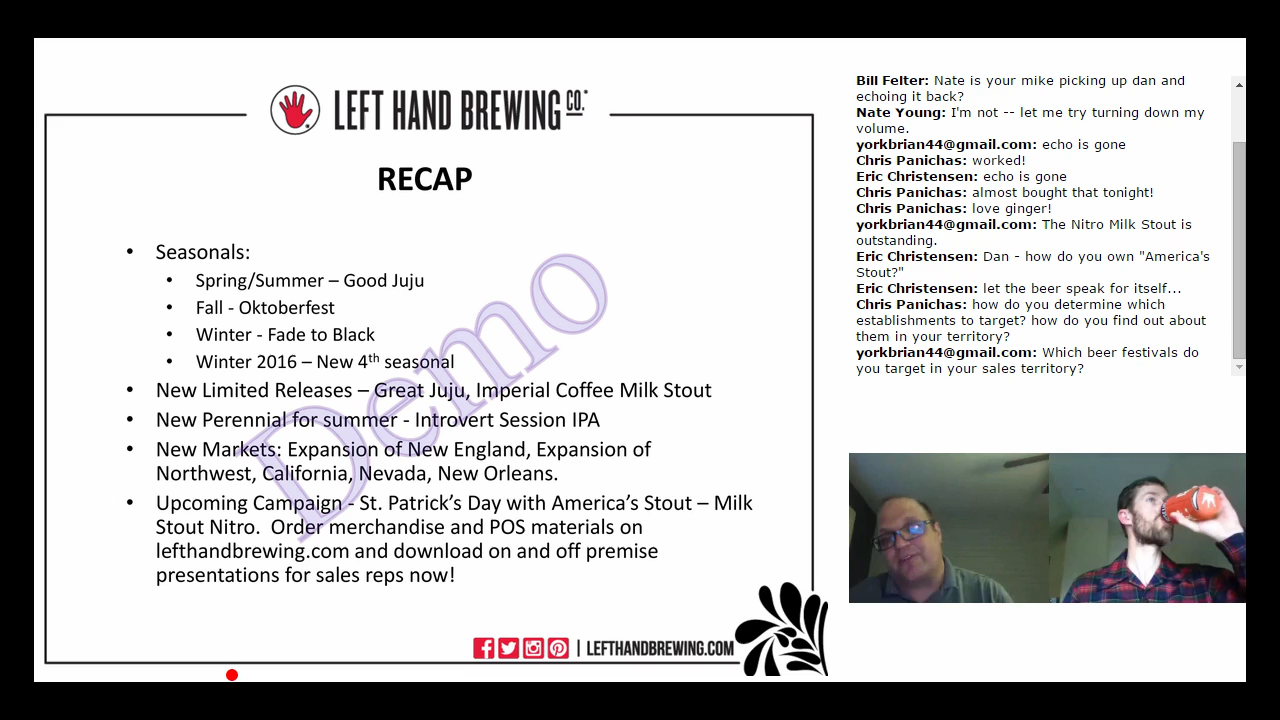 LEFT HAND BREWING CO.
RECAP
• Seasonals:
• Spring/Summer – Good Juju
• Fall - Oktoberfest
• Winter - Fade to Black
• Winter 2016 – New 4th seasonal
• New Limited Releases – Great Juju, Imperial Coffee Milk Stout
• New Perennial for summer - Introvert Session IPA
• New Markets: Expansion of New England, Expansion of
Northwest, California, Nevada, New Orleans.
• Upcoming Campaign - St. Patrick’s Day with America’s Stout – Milk
Stout Nitro.  Order merchandise and POS materials on
lefthandbrewing.com and download on and off premise
presentations for sales reps now!
Demo
| LEFTHANDBREWING.COM
Bill Felter: Nate is your mike picking up dan and
echoing it back?
Nate Young: I'm not -- let me try turning down my
volume.
yorkbrian44@gmail.com: echo is gone
Chris Panichas: worked!
Eric Christensen: echo is gone
Chris Panichas: almost bought that tonight!
Chris Panichas: love ginger!
yorkbrian44@gmail.com: The Nitro Milk Stout is
outstanding.
Eric Christensen: Dan - how do you own "America's
Stout?"
Eric Christensen: let the beer speak for itself...
Chris Panichas: how do you determine which
establishments to target? how do you find out about
them in your territory?
yorkbrian44@gmail.com: Which beer festivals do
you target in your sales territory?